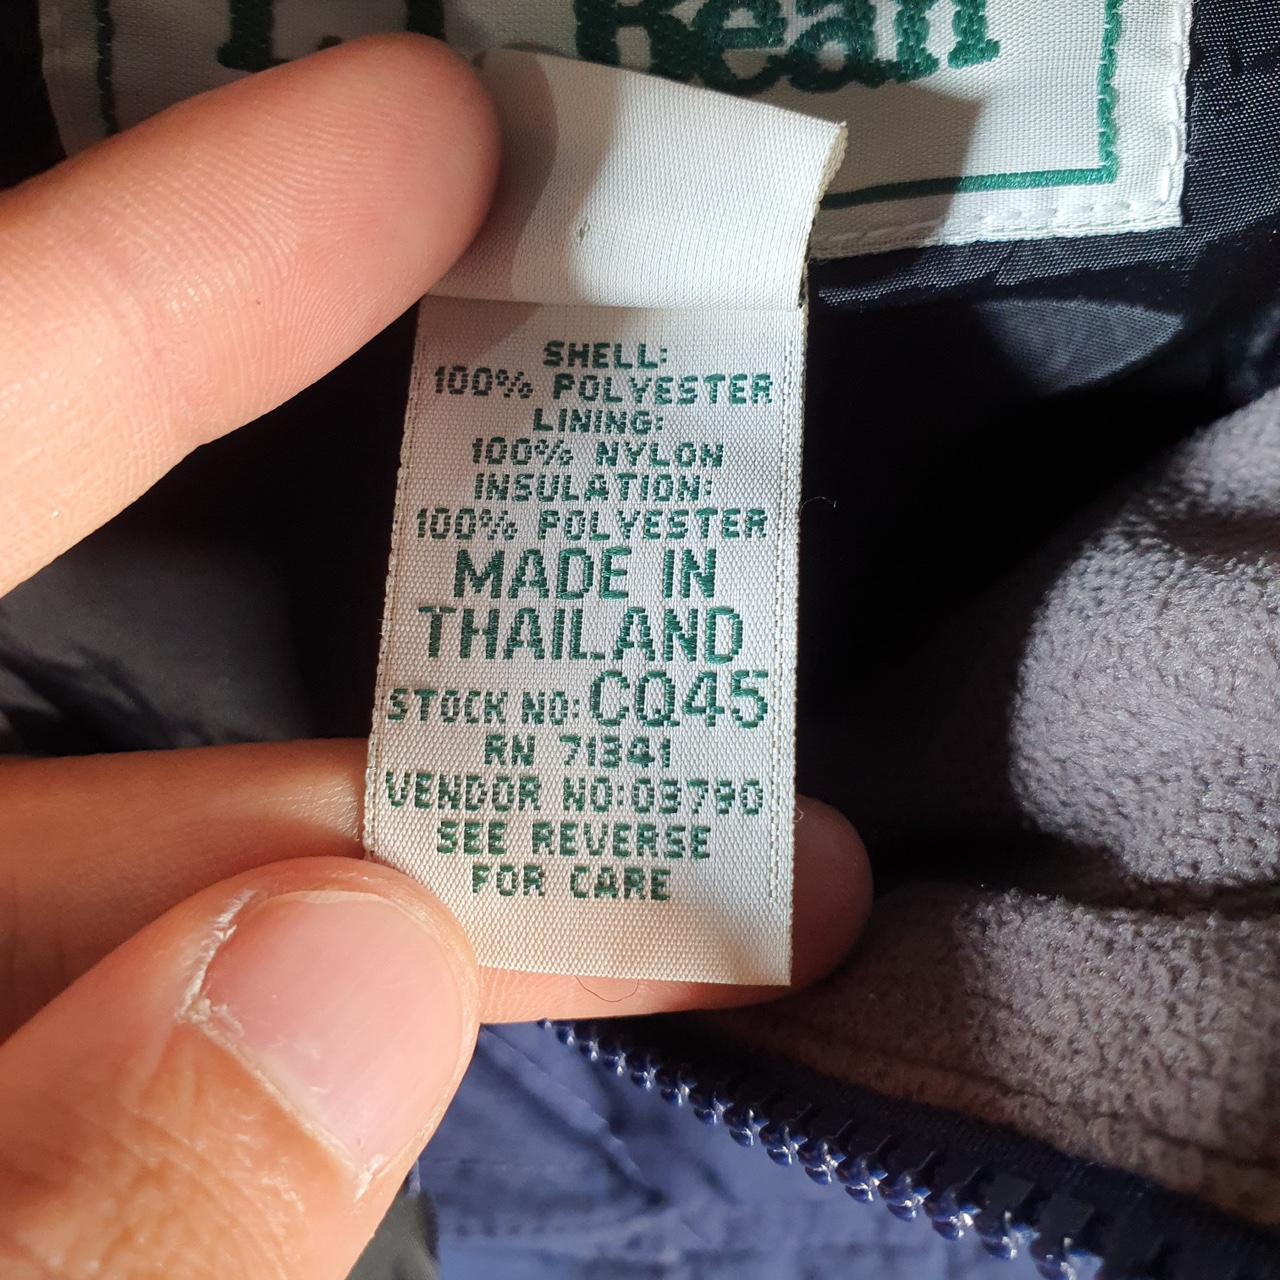 Bean
SHELL:
100% POLYESTER
LINING:
100% NYLON
INSULATION:
100% POLYESTER
MADE IN
THAILAND
STOCK NO: CQ45
RN 71341
VENDOR NO:03790
SEE REVERSE
FOR CARE